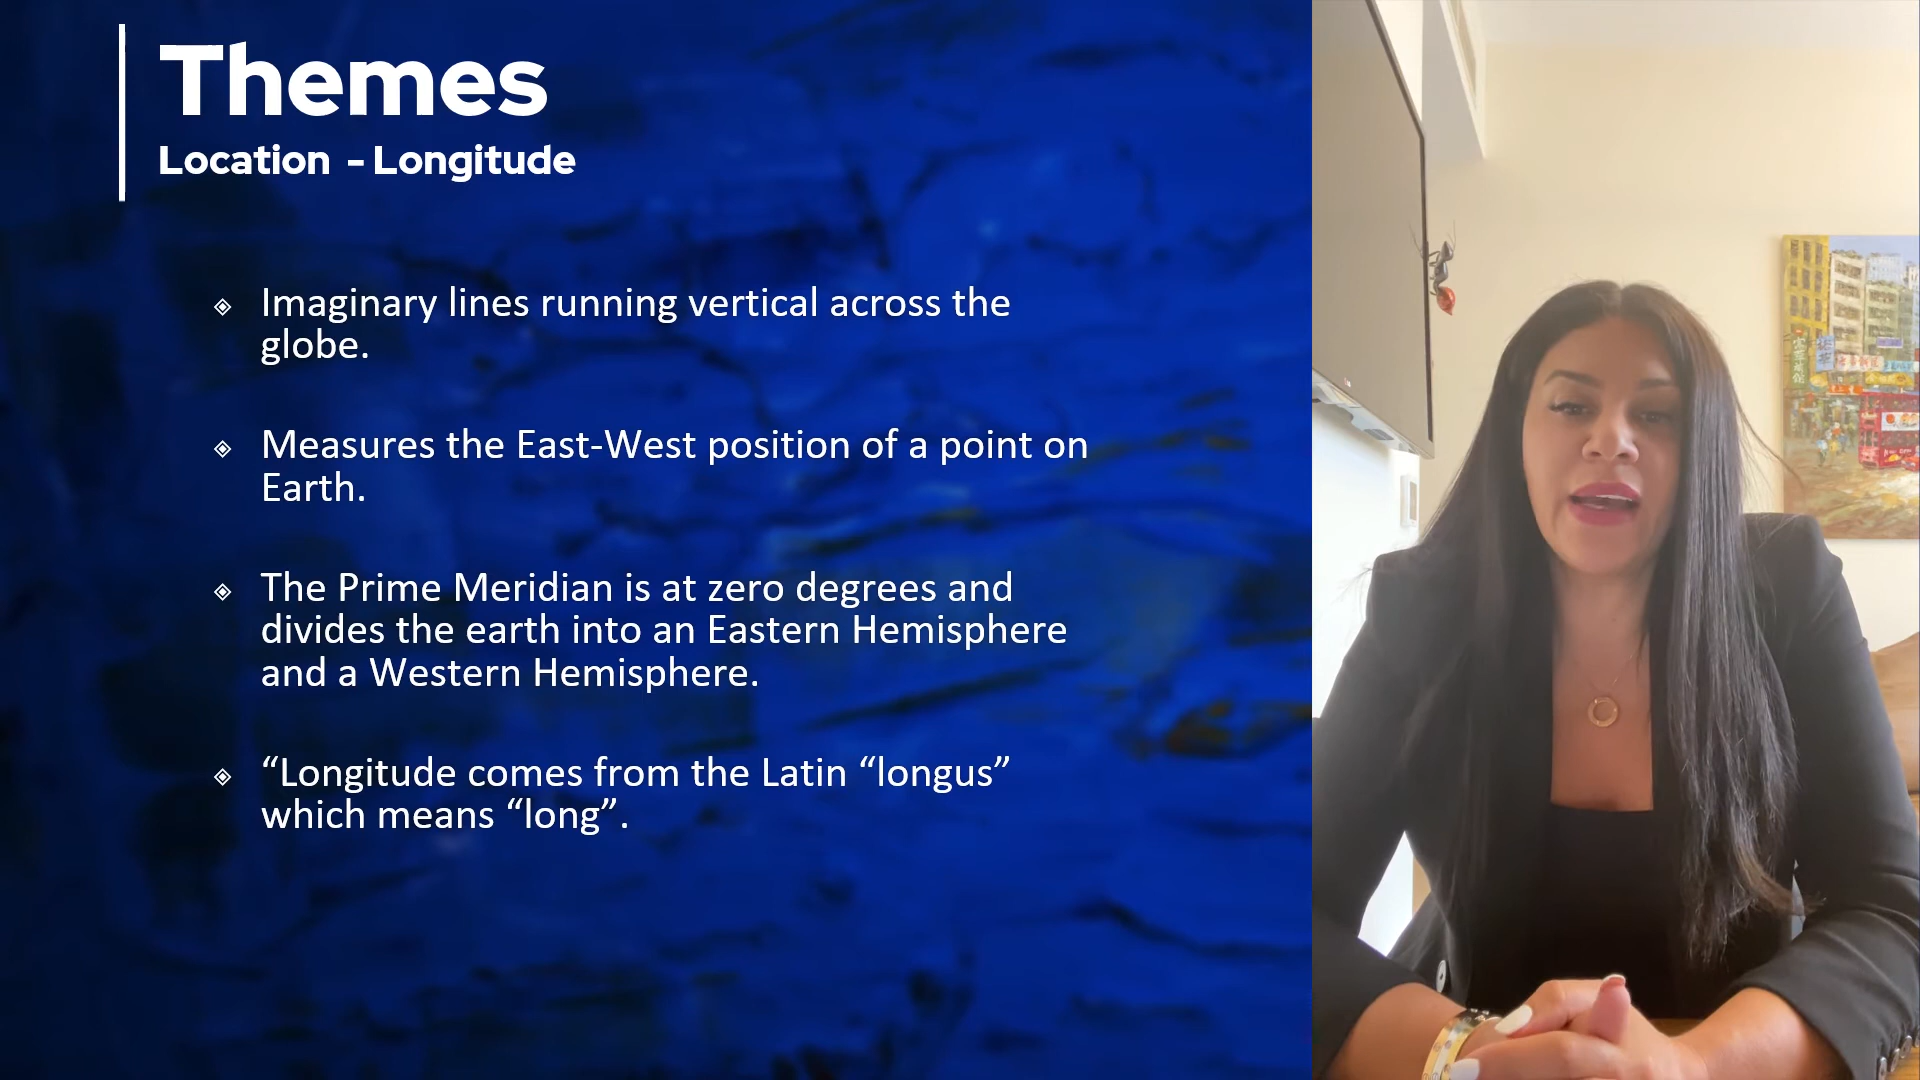 Themes
Location - Longitude
Imaginary lines running vertical across the
globe.
Measures the East-West position of a point on
Earth.
The Prime Meridian is at zero degrees and
divides the earth into an Eastern Hemisphere
and a Western Hemisphere.
“Longitude comes from the Latin “longus”
which means “long”.